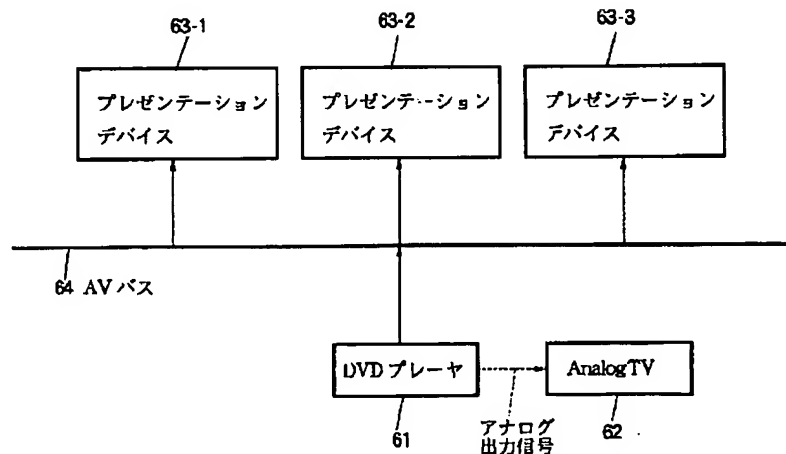 63-1
63-2
63-3
プレゼンテーション
デバイス
プレゼンテーション
デバイス
プレゼンテーション
デバイス
64 AVバス
DVDプレーヤ
AnalogTV
61
アナログ
出力信号
62